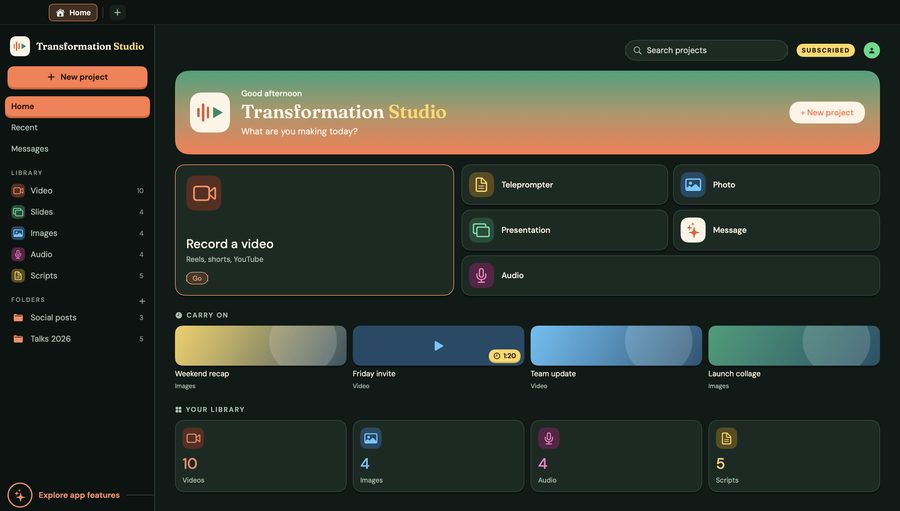 Home
+
Transformation Studio
+ New project
Home
Recent
Messages
LIBRARY
Video 10
Slides 4
Images 4
Audio 4
Scripts 5
FOLDERS +
Social posts 3
Talks 2026 5
Explore app features
Search projects
SUBSCRIBED
Good afternoon
Transformation Studio
What are you making today?
+ New project
Record a video
Reels, shorts, YouTube
Go
Teleprompter
Photo
Presentation
Message
Audio
CARRY ON
1:20
Weekend recap
Images
Friday invite
Video
Team update
Video
Launch collage
Images
YOUR LIBRARY
10
Videos
4
Images
4
Audio
5
Scripts